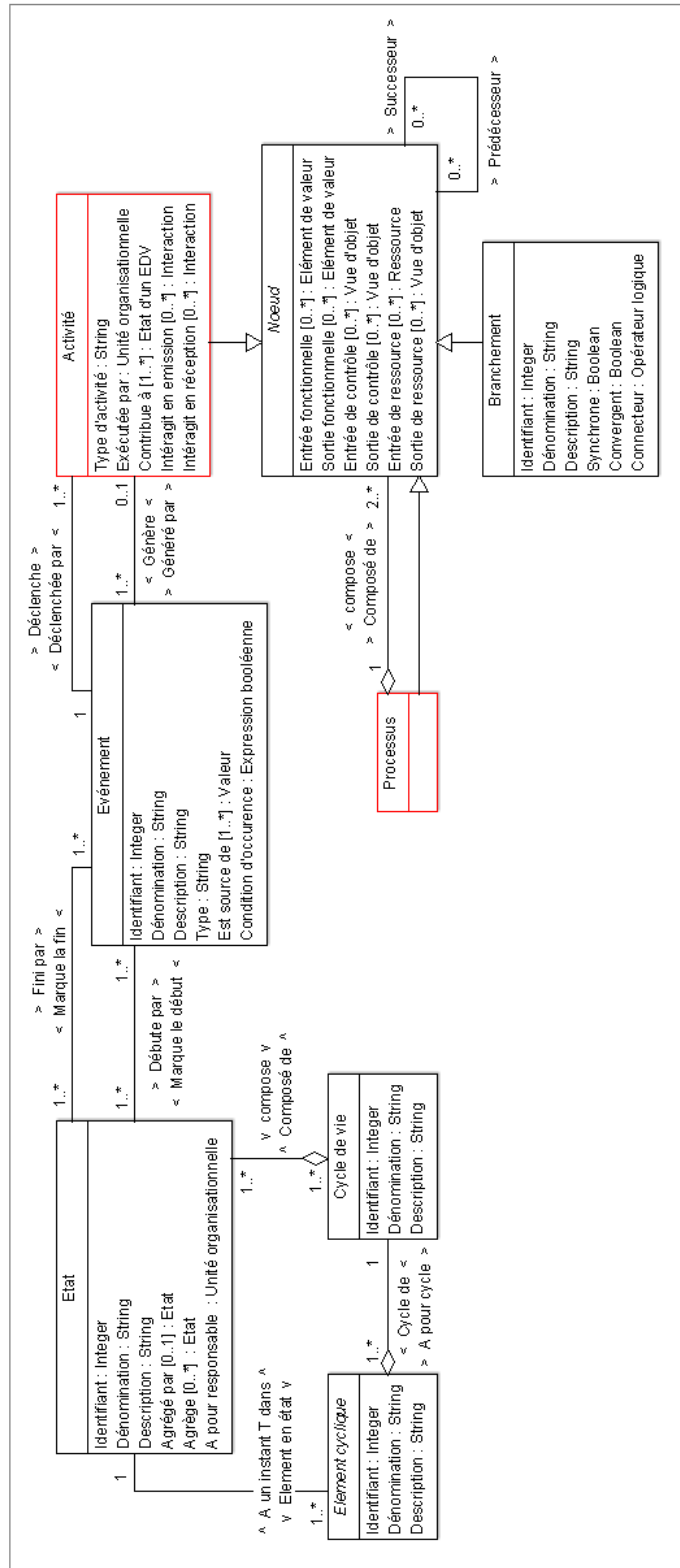 Etat
Identifiant : Integer
Dénomination : String
Description : String
Agrégé par [0..1] : Etat
Agrège [0..*] : Etat
A pour responsable : Unité organisationnelle
> Fini par >
< Marque la fin <
1..*
1..*
> Débute par >
< Marque le début <
1..*
1..*
Evénement
Identifiant : Integer
Dénomination : String
Description : String
Type : String
Est source de [1..*] : Valeur
Condition d'occurence : Expression booléenne
> Déclenche >
< Déclenchée par <
1
1..*
< Génère <
> Généré par >
1..*
0..1
Activité
Type d'activité : String
Exécutée par : Unité organisationnelle
Contribue à [1..*] : Etat d'un EDV
Intéragit en emission [0..*] : Interaction
Intéragit en réception [0..*] : Interaction
^ A un instant T dans ^
v Element en état v
1
1..*
v compose v
^ Composé de ^
1..*
1..*
Element cyclique
Identifiant : Integer
Dénomination : String
Description : String
1..*
1
< Cycle de <
> A pour cycle >
Cycle de vie
Identifiant : Integer
Dénomination : String
Description : String
Processus
< compose <
> Composé de >
1
2..*
Noeud
Entrée fonctionnelle [0..*] : Elément de valeur
Sortie fonctionnnelle [0..*] : Elément de valeur
Entrée de contrôle [0..*] : Vue d'objet
Sortie de contrôle [0..*] : Vue d'objet
Entrée de ressource [0..*] : Ressource
Sortie de ressource [0..*] : Vue d'objet
> Successeur >
0..*
0..*
> Prédécesseur >
Branchement
Identifiant : Integer
Dénomination : String
Description : String
Synchrone : Boolean
Convergent : Boolean
Connecteur : Opérateur logique